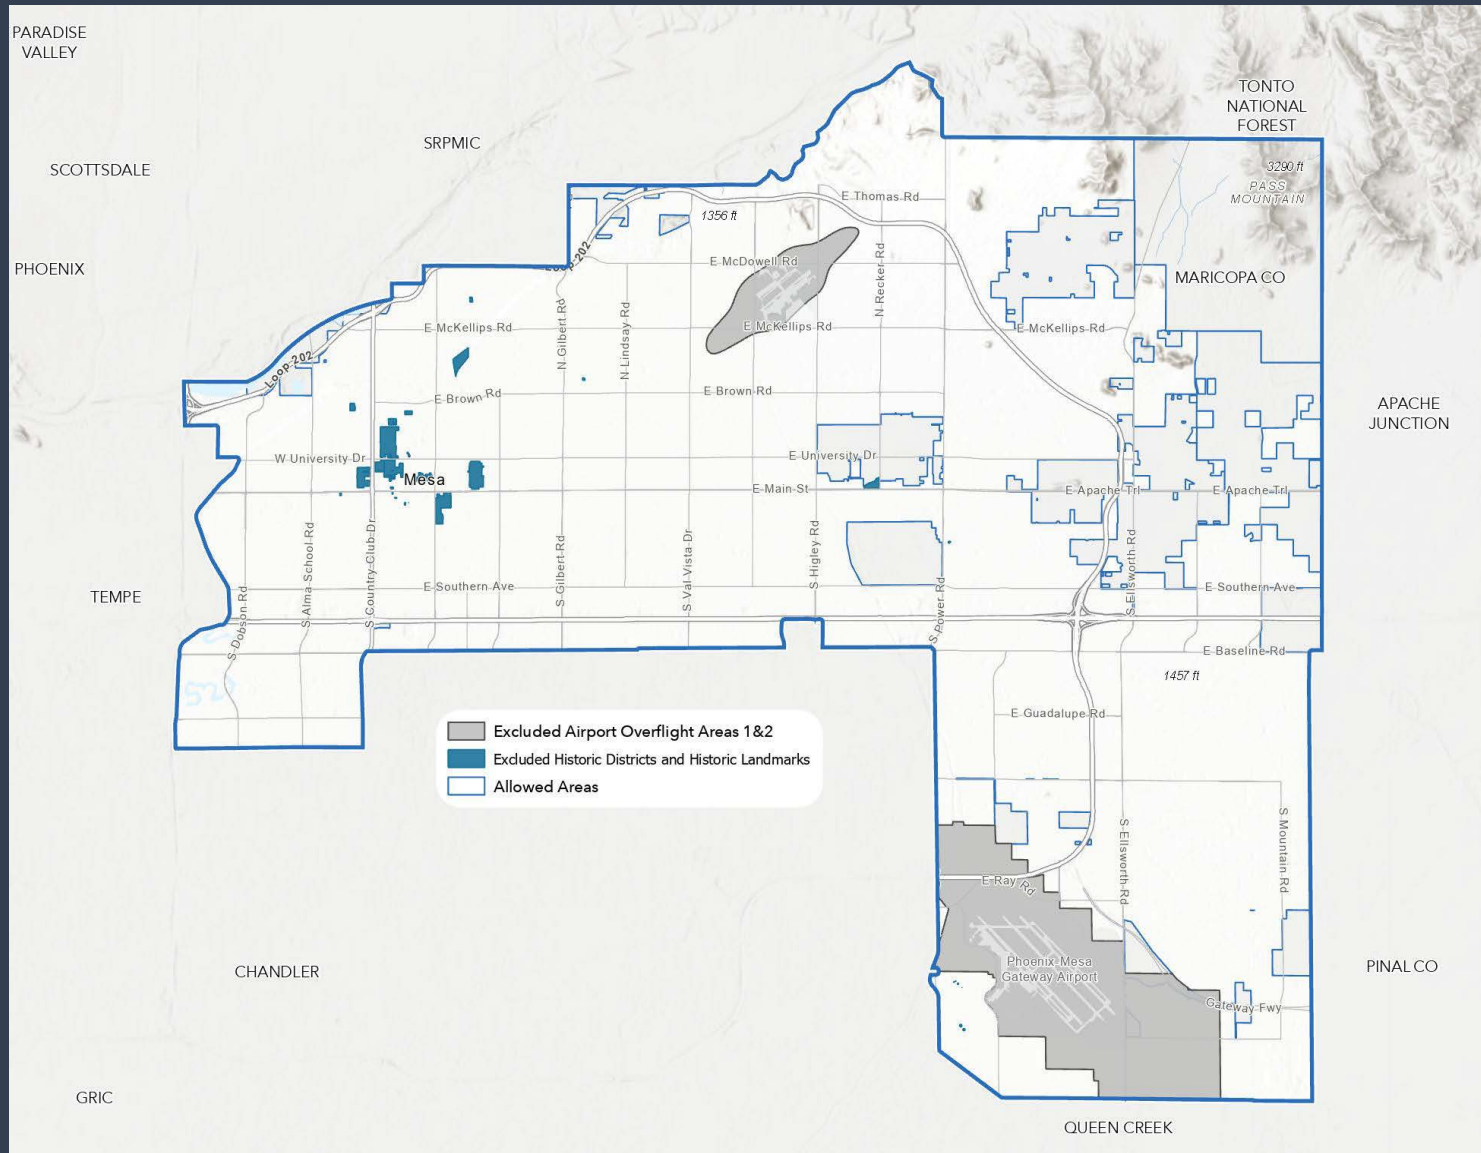 PARADISE
VALLEY
TONTO
NATIONAL
FOREST
SRPMIC
SCOTTSDALE
3290 ft
PASS
MOUNTAIN
E Thomas Rd
1356 ft
Loop 202
E McDowell Rd
N Recker Rd
PHOENIX
MARICOPA CO
N Gilbert Rd
N Lindsay Rd
E McKellips Rd
E McKellips Rd
E McKellips Rd
Loop 202
E Brown Rd
E Brown Rd
APACHE
JUNCTION
W University Dr
E University Dr
Mesa
E Main St
E Apache Trl
E Apache Trl
S Alma School Rd
S Country Club Dr
S Gilbert Rd
S Val Vista Dr
S Higley Rd
S Ellsworth Rd
E Southern Ave
E Southern Ave
TEMPE
S Dobson Rd
S Power Rd
E Baseline Rd
1457 ft
E Guadalupe Rd
Excluded Airport Overflight Areas 1&2
Excluded Historic Districts and Historic Landmarks
Allowed Areas
S Ellsworth Rd
S Mountain Rd
E Ray Rd
Phoenix-Mesa
Gateway Airport
CHANDLER
PINAL CO
Gateway Fwy
GRIC
QUEEN CREEK